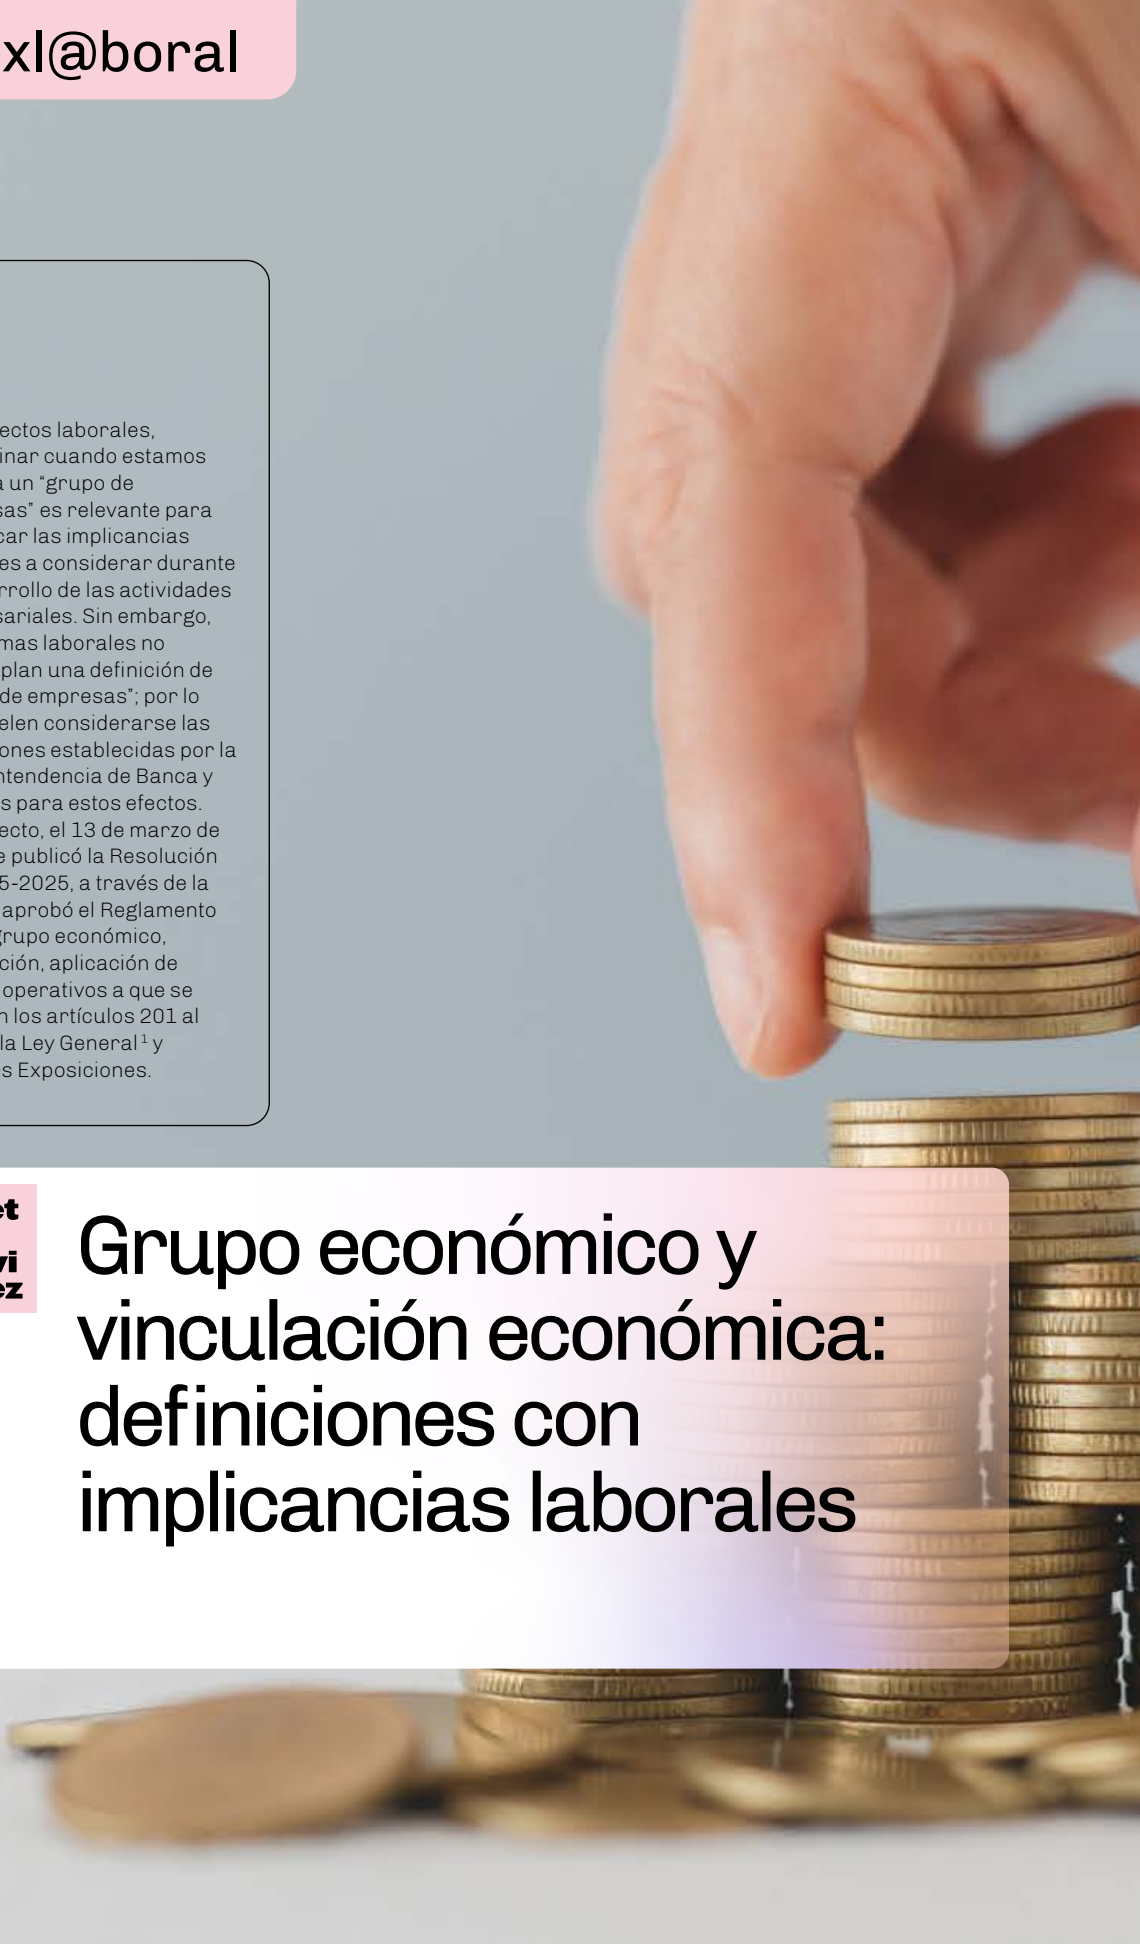 xl@boral
ectos laborales,
inar cuando estamos
a un “grupo de
sas” es relevante para
car las implicancias
es a considerar durante
rrollo de las actividades
sariales. Sin embargo,
mas laborales no
plan una definición de
de empresas”; por lo
elen considerarse las
ones establecidas por la
ntendencia de Banca y
s para estos efectos.
ecto, el 13 de marzo de
e publicó la Resolución
5-2025, a través de la
aprobó el Reglamento
grupo económico,
ción, aplicación de
operativos a que se
n los artículos 201 al
la Ley General¹ y
s Exposiciones.
et
vi
ez
Grupo económico y
vinculación económica:
definiciones con
implicancias laborales